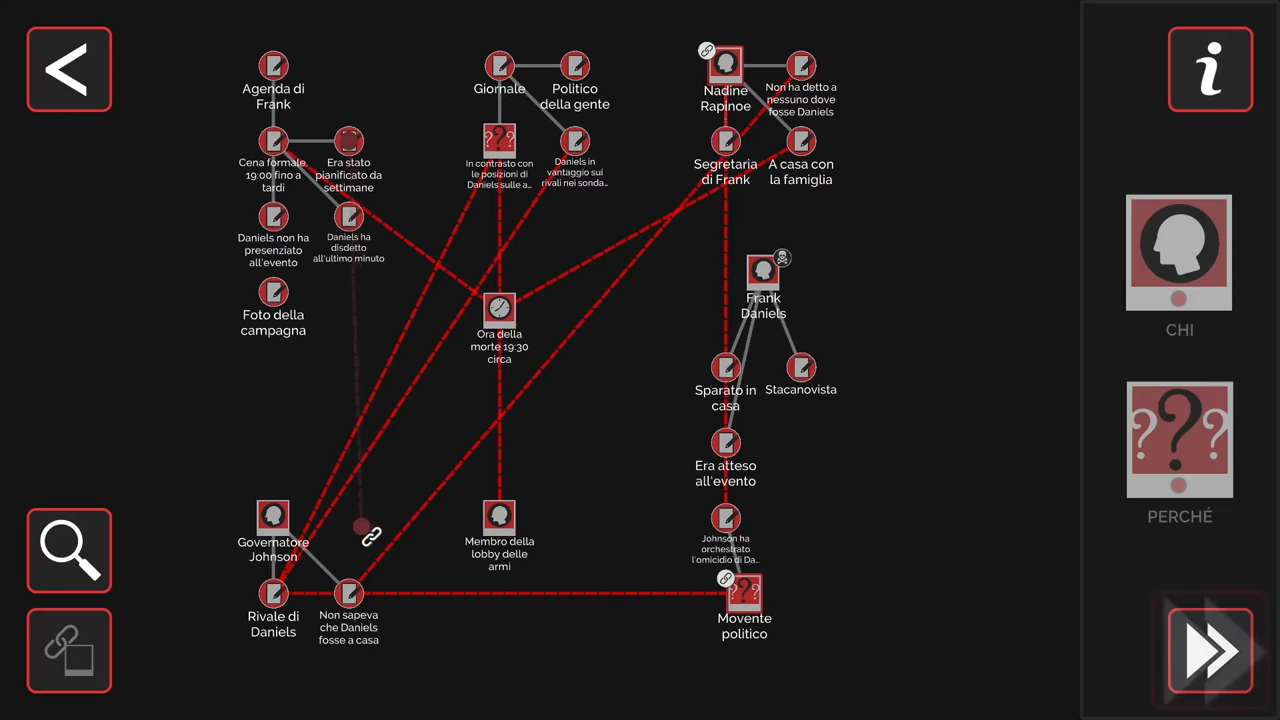 Agenda di
Frank
Cena formale,
19:00 fino a
tardi
Era stato
pianificato da
settimane
Daniels non ha
presenziato
all'evento
Daniels ha
disdetto
all'ultimo minuto
Foto della
campagna
Giornale
Politico
della gente
In contrasto con
le posizioni di
Daniels sulle a...
Daniels in
vantaggio sui
rivali nei sonda...
Ora della
morte 19:30
circa
Nadine
Rapinoe
Non ha detto a
nessuno dove
fosse Daniels
Segretaria
di Frank
A casa con
la famiglia
Frank
Daniels
Sparato in
casa
Stacanovista
Era atteso
all'evento
Johnson ha
orchestrato
l'omicidio di Da...
Movente
politico
Governatore
Johnson
Rivale di
Daniels
Non sapeva
che Daniels
fosse a casa
Membro della
lobby delle
armi
CHI
PERCHÉ